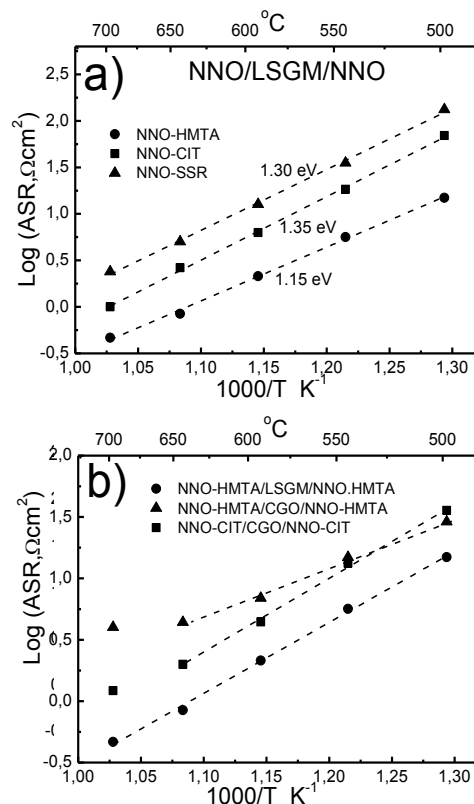 °C
700 650 600 550 500
a) NNO/LSGM/NNO
2,5
2,0
1,5
1,0
0,5
0,0
-0,5
Log (ASR,Ωcm²)
NNO-HMTA
NNO-CIT
NNO-SSR
1.30 eV
1.35 eV
1.15 eV
1,00 1,05 1,10 1,15 1,20 1,25 1,30
1000/T K⁻¹
°C
700 650 600 550 500
b)
2,0
1,5
1,0
0,5
0,0
-0,5
Log (ASR,Ωcm²)
NNO-HMTA/LSGM/NNO.HMTA
NNO-HMTA/CGO/NNO-HMTA
NNO-CIT/CGO/NNO-CIT
1,00 1,05 1,10 1,15 1,20 1,25 1,30
1000/T K⁻¹